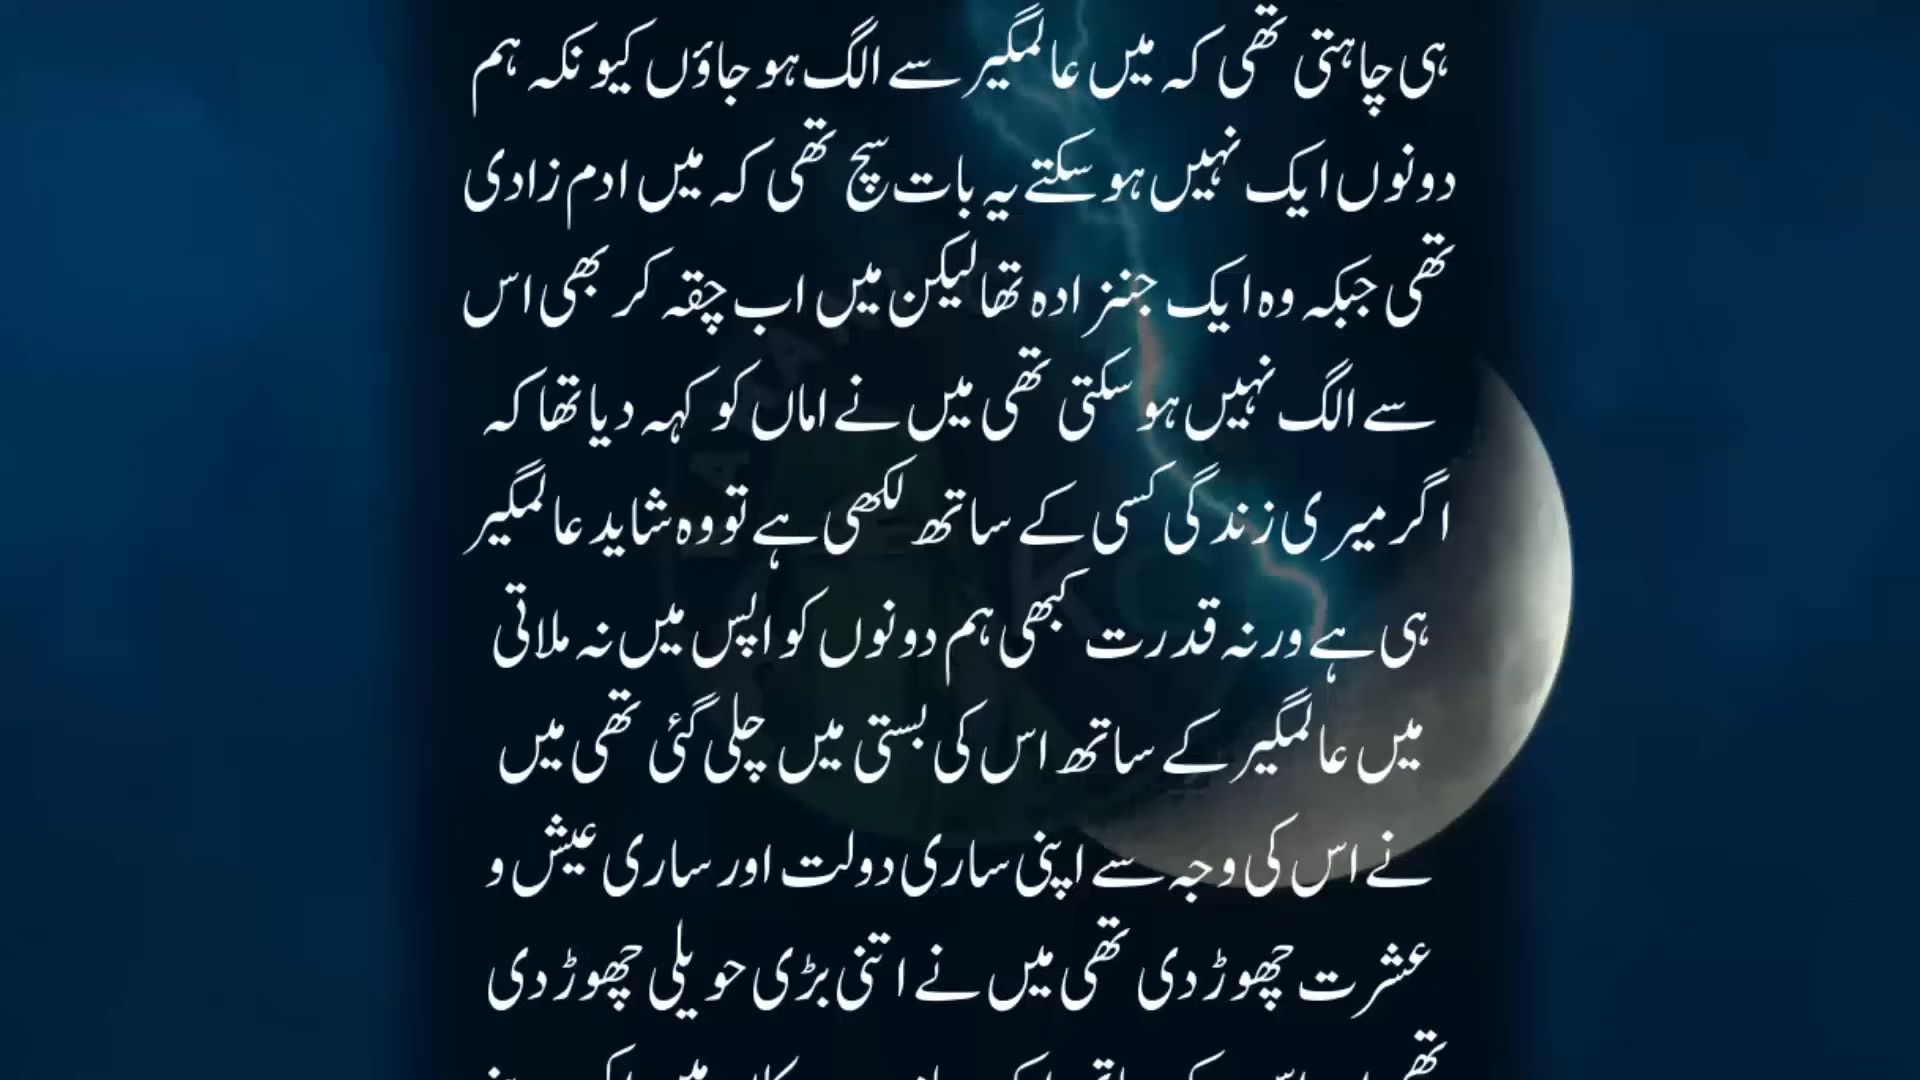 ہی چاہتی تھی کہ میں عالمگیر سے الگ ہو جاؤں کیونکہ ہم
دونوں ایک نہیں ہو سکتے یہ بات سچ تھی کہ میں ادم زادی
تھی جبکہ وہ ایک جنزادہ تھا لیکن میں اب چقہ کر بھی اس
سے الگ نہیں ہو سکتی تھی میں نے اماں کو کہہ دیا تھا کہ
اگر میری زندگی کسی کے ساتھ لکھی ہے تو وہ شاید عالمگیر
ہی ہے ورنہ قدرت کبھی ہم دونوں کو اپس میں نہ ملاتی
میں عالمگیر کے ساتھ اس کی بستی میں چلی گئی تھی میں
نے اس کی وجہ سے اپنی ساری دولت اور ساری عیش و
عشرت چھوڑ دی تھی میں نے اتنی بڑی حویلی چھوڑ دی
تھی